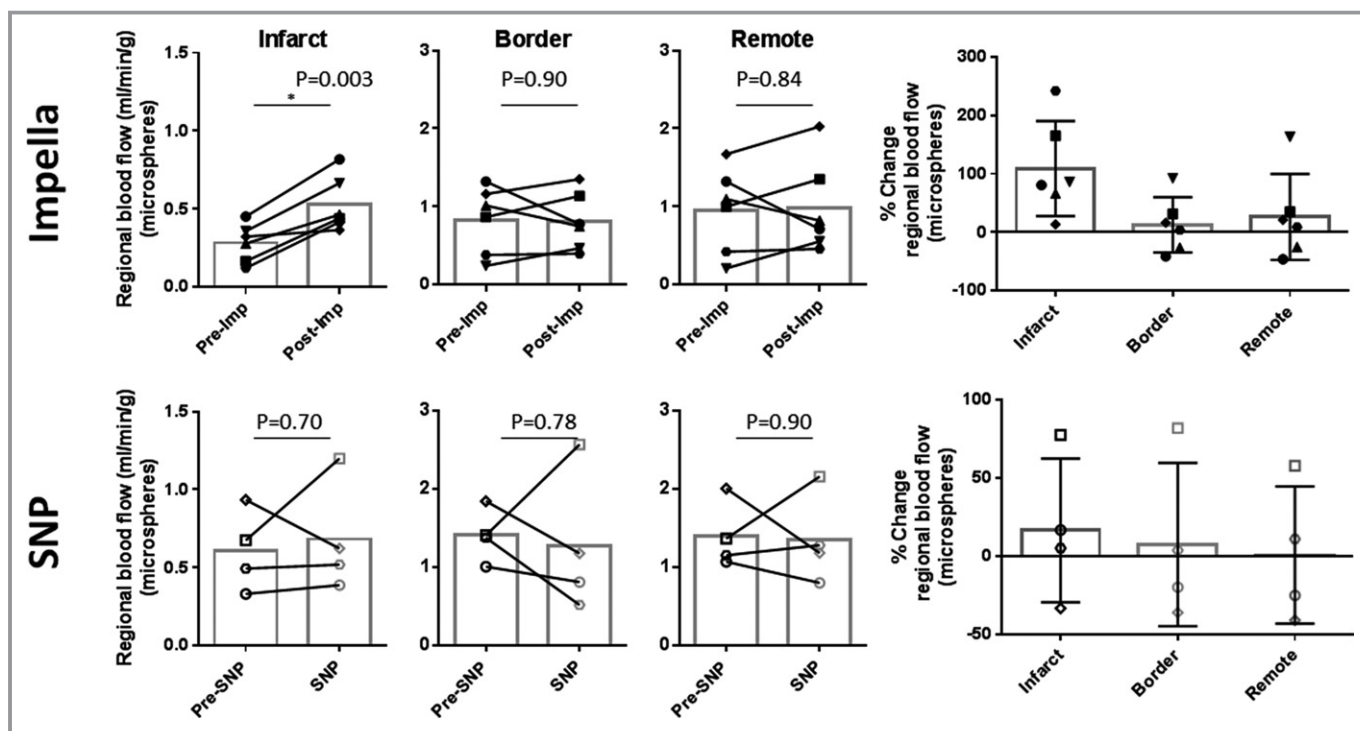 Impella
Infarct
Border
Remote
Regional blood flow (ml/min/g)
(microspheres)
1.5
1.0
0.5
0.0
P=0.003
*
Pre-Imp
Post-Imp
3
2
1
0
P=0.90
Pre-Imp
Post-Imp
3
2
1
0
P=0.84
Pre-Imp
Post-Imp
% Change
regional blood flow
(microspheres)
300
200
100
0
-100
Infarct
Border
Remote
SNP
Regional blood flow (ml/min/g)
(microspheres)
1.5
1.0
0.5
0.0
P=0.70
Pre-SNP
SNP
3
2
1
0
P=0.78
Pre-SNP
SNP
3
2
1
0
P=0.90
Pre-SNP
SNP
% Change
regional blood flow
(microspheres)
100
50
0
-50
Infarct
Border
Remote